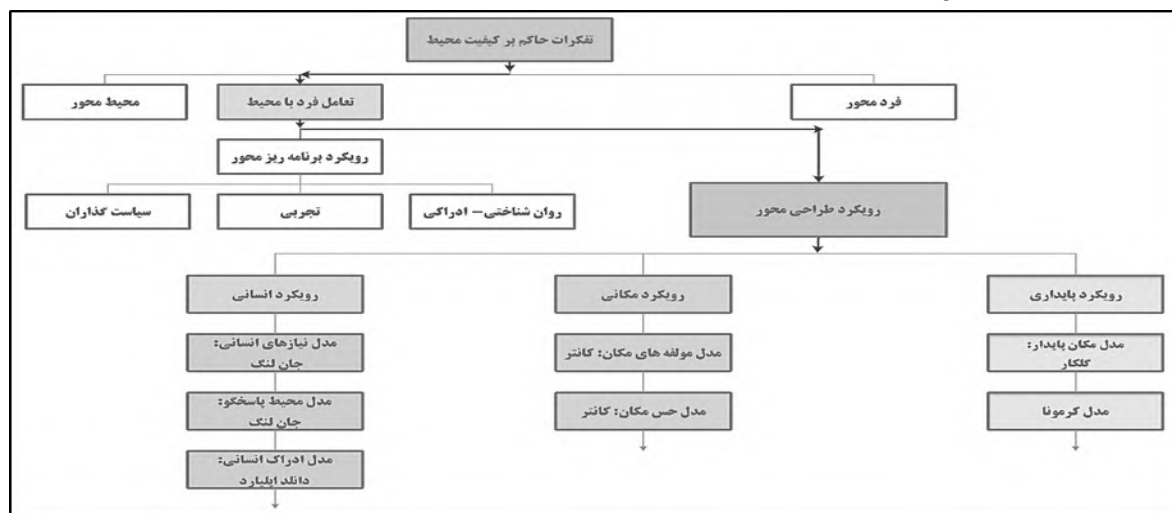 تفکرات حاکم بر کیفیت محیط
فرد محور
تعامل فرد با محیط
محیط محور
رویکرد برنامه ریز محور
روان شناختی- ادراکی
تجربی
سیاست گذاران
رویکرد طراحی محور
رویکرد پایداری
رویکرد مکانی
رویکرد انسانی
مدل مکان پایدار:
گلکار
مدل مولفه های مکان: کانتر
مدل نیازهای انسانی:
جان لنگ
مدل کرمونا
مدل حس مکان: کانتر
مدل محیط پاسخگو:
جان لنگ
مدل ادراک انسانی:
دانلد اپلیارد